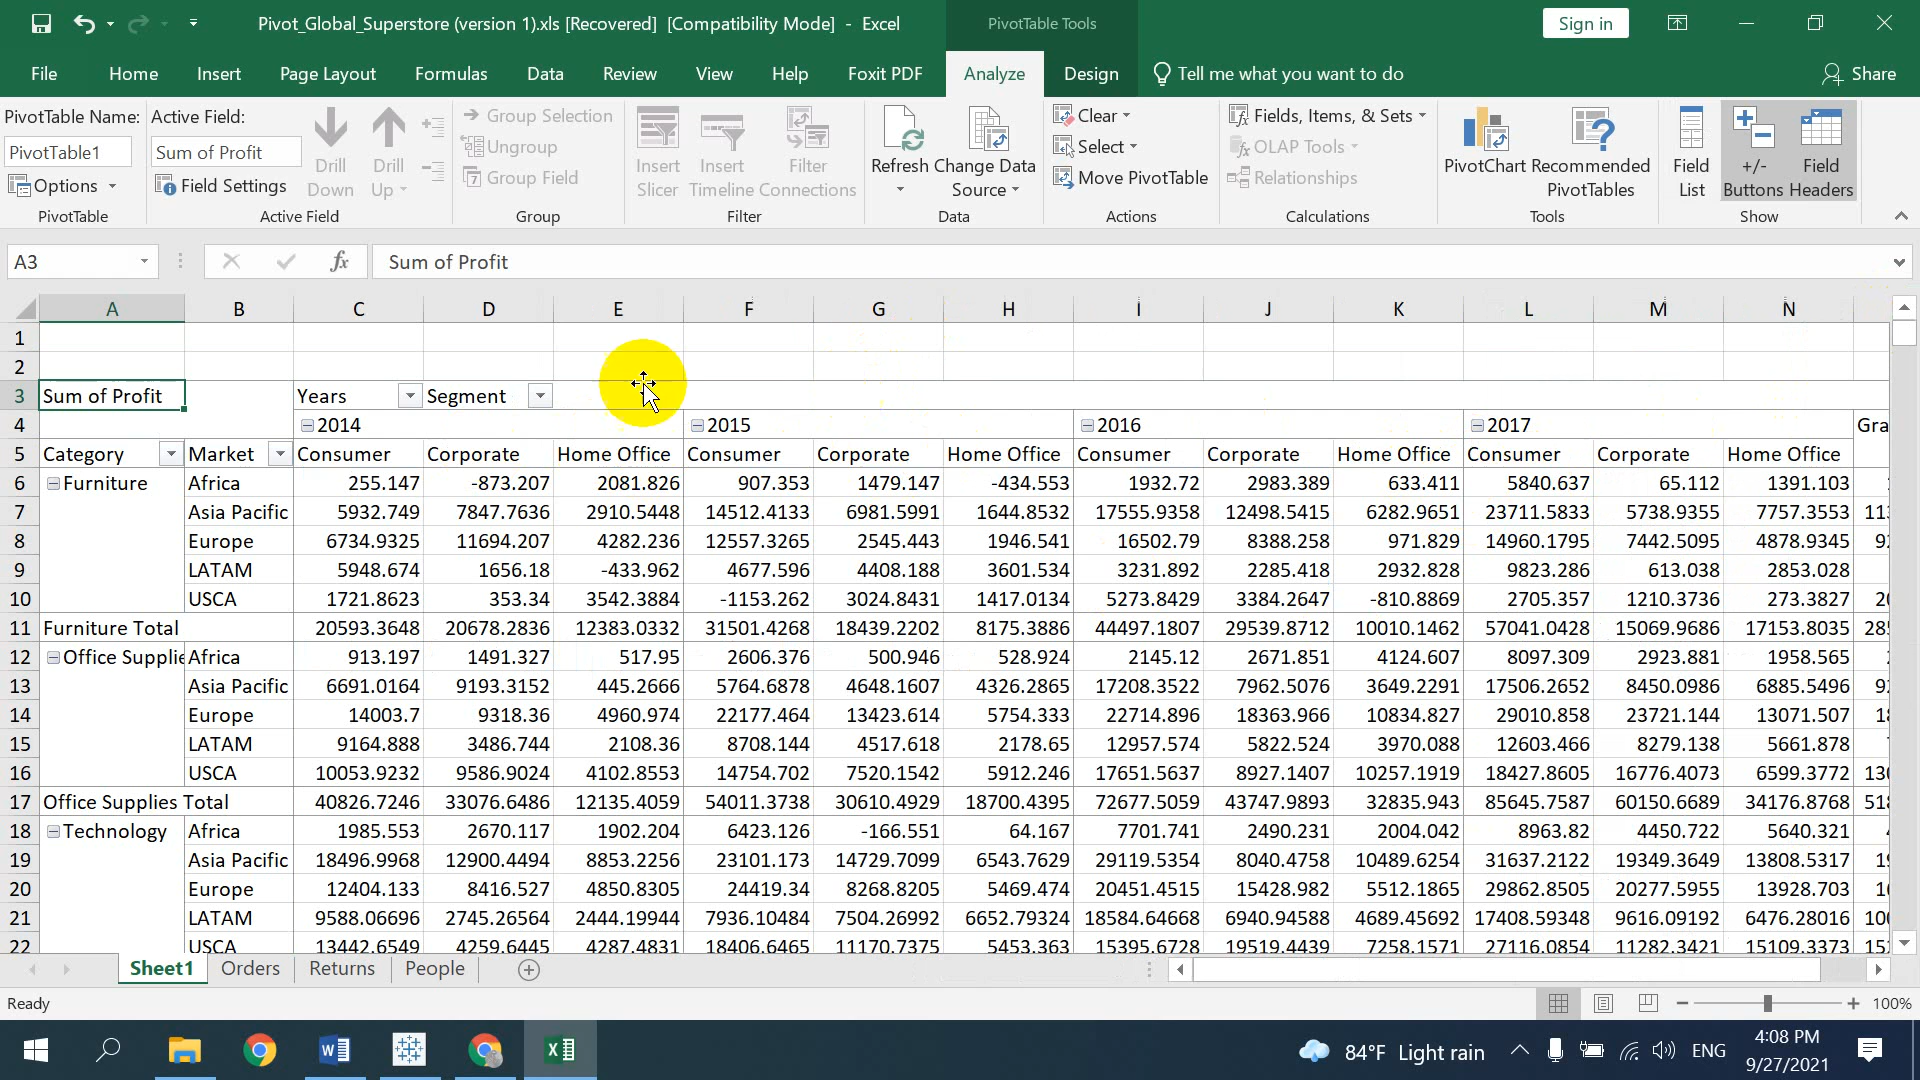 Pivot_Global_Superstore (version 1).xls [Recovered] [Compatibility Mode] - Excel
PivotTable Tools
Sign in
File Home Insert Page Layout Formulas Data Review View Help Foxit PDF Analyze Design Tell me what you want to do Share
PivotTable Name:
PivotTable1
Options
PivotTable
Active Field:
Sum of Profit
Field Settings
Drill Down
Drill Up
Active Field
Group Selection
Ungroup
Group Field
Group
Insert Slicer
Insert Timeline
Filter Connections
Filter
Refresh
Change Data Source
Data
Clear
Select
Move PivotTable
Actions
Fields, Items, & Sets
OLAP Tools
Relationships
Calculations
PivotChart
Recommended PivotTables
Tools
Field List
+/- Buttons
Field Headers
Show
A3 fx Sum of Profit
A B C D E F G H I J K L M N
1
2
3 Sum of Profit Years Segment
4 2014 2015 2016 2017 Gra
5 Category Market Consumer Corporate Home Office Consumer Corporate Home Office Consumer Corporate Home Office Consumer Corporate Home Office
6 Furniture Africa 255.147 -873.207 2081.826 907.353 1479.147 -434.553 1932.72 2983.389 633.411 5840.637 65.112 1391.103
7 Asia Pacific 5932.749 7847.7636 2910.5448 14512.4133 6981.5991 1644.8532 17555.9358 12498.5415 6282.9651 23711.5833 5738.9355 7757.3553
8 Europe 6734.9325 11694.207 4282.236 12557.3265 2545.443 1946.541 16502.79 8388.258 971.829 14960.1795 7442.5095 4878.9345
9 LATAM 5948.674 1656.18 -433.962 4677.596 4408.188 3601.534 3231.892 2285.418 2932.828 9823.286 613.038 2853.028
10 USCA 1721.8623 353.34 3542.3884 -1153.262 3024.8431 1417.0134 5273.8429 3384.2647 -810.8869 2705.357 1210.3736 273.3827
11 Furniture Total 20593.3648 20678.2836 12383.0332 31501.4268 18439.2202 8175.3886 44497.1807 29539.8712 10010.1462 57041.0428 15069.9686 17153.8035
12 Office Supplie Africa 913.197 1491.327 517.95 2606.376 500.946 528.924 2145.12 2671.851 4124.607 8097.309 2923.881 1958.565
13 Asia Pacific 6691.0164 9193.3152 445.2666 5764.6878 4648.1607 4326.2865 17208.3522 7962.5076 3649.2291 17506.2652 8450.0986 6885.5496
14 Europe 14003.7 9318.36 4960.974 22177.464 13423.614 5754.333 22714.896 18363.966 10834.827 29010.858 23721.144 13071.507
15 LATAM 9164.888 3486.744 2108.36 8708.144 4517.618 2178.65 12957.574 5822.524 3970.088 12603.466 8279.138 5661.878
16 USCA 10053.9232 9586.9024 4102.8553 14754.702 7520.1542 5912.246 17651.5637 8927.1407 10257.1919 18427.8605 16776.4073 6599.3772
17 Office Supplies Total 40826.7246 33076.6486 12135.4059 54011.3738 30610.4929 18700.4395 72677.5059 43747.9893 32835.943 85645.7587 60150.6689 34176.8768
18 Technology Africa 1985.553 2670.117 1902.204 6423.126 -166.551 64.167 7701.741 2490.231 2004.042 8963.82 4450.722 5640.321
19 Asia Pacific 18496.9968 12900.4494 8853.2256 23101.173 14729.7099 6543.7629 29119.5354 8040.4758 10489.6254 31637.2122 19349.3649 13808.5317
20 Europe 12404.133 8416.527 4850.8305 24419.34 8268.8205 5469.474 20451.4515 15428.982 5512.1865 29862.8505 20277.5955 13928.703
21 LATAM 9588.06696 2745.26564 2444.19944 7936.10484 7504.26992 6652.79324 18584.64668 6940.94588 4689.45692 17408.59348 9616.09192 6476.28016
22 USCA 13442.6549 4259.6445 4287.4831 18406.6465 11170.7375 5453.363 15395.6728 19519.4439 7258.1571 27116.0854 11282.3421 15109.3373
Sheet1 Orders Returns People
Ready 100%
84°F Light rain ENG 4:08 PM
9/27/2021